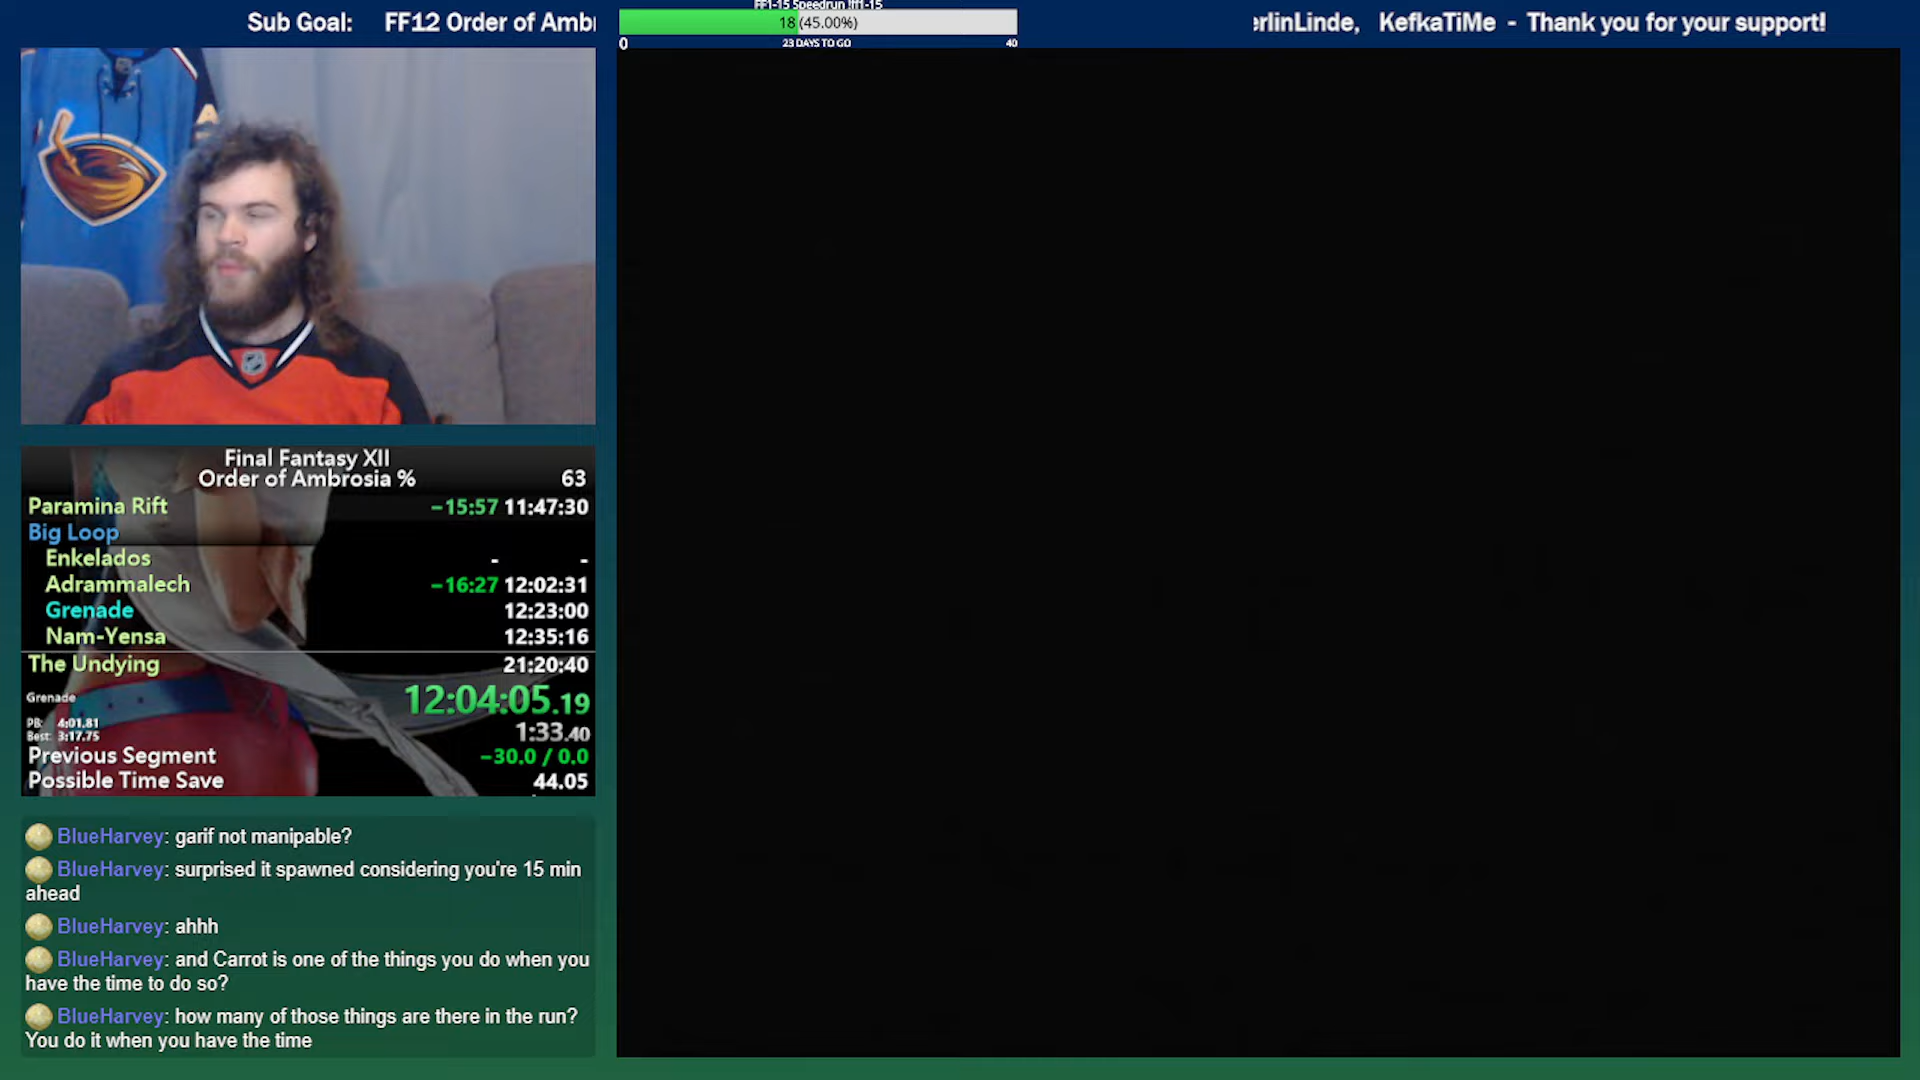 Sub Goal: FF12 Order of Amb
FF1-15 Speedrun !ff1-15
18 (45.00%)
0 23 DAYS TO GO 40
erlinLinde, KefkaTiMe - Thank you for your support!
Final Fantasy XII
Order of Ambrosia % 63
Paramina Rift -15:57 11:47:30
Big Loop
Enkelados - -
Adrammalech -16:27 12:02:31
Grenade 12:23:00
Nam-Yensa 12:35:16
The Undying 21:20:40
Grenade 12:04:05.19
PB: 4:01.81
Best: 3:17.75 1:33.40
Previous Segment -30.0 / 0.0
Possible Time Save 44.05
BlueHarvey: garif not manipable?
BlueHarvey: surprised it spawned considering you're 15 min
ahead
BlueHarvey: ahhh
BlueHarvey: and Carrot is one of the things you do when you
have the time to do so?
BlueHarvey: how many of those things are there in the run?
You do it when you have the time